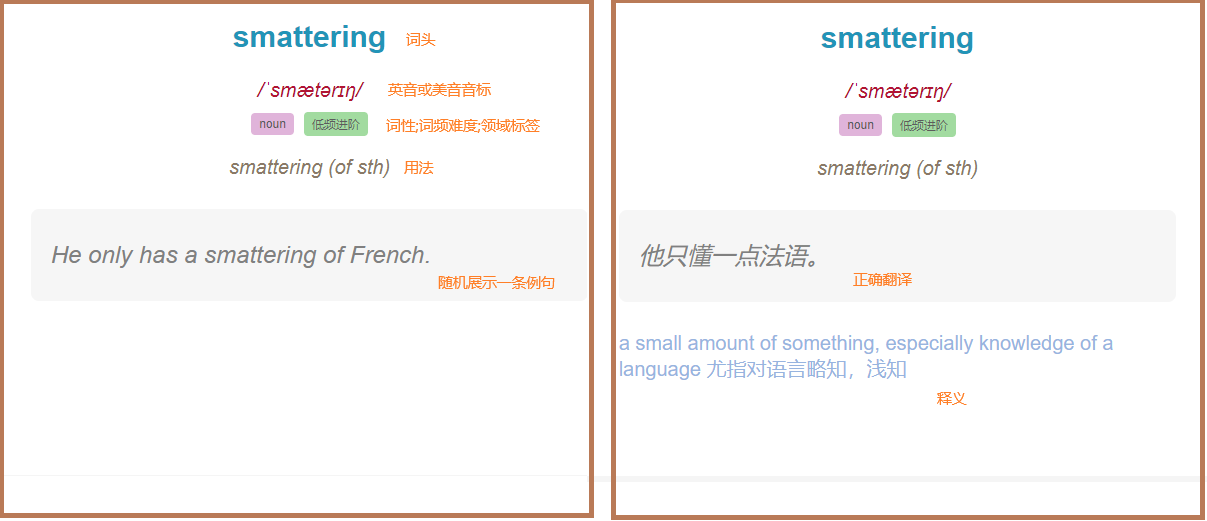 smattering 词头
/ˈsmætərɪŋ/ 英音或美音音标
noun 低频进阶 词性;词频难度;领域标签
smattering (of sth) 用法
He only has a smattering of French.
随机展示一条例句
smattering
/ˈsmætərɪŋ/
noun 低频进阶
smattering (of sth)
他只懂一点法语。
正确翻译
a small amount of something, especially knowledge of a
language 尤指对语言略知，浅知
释义